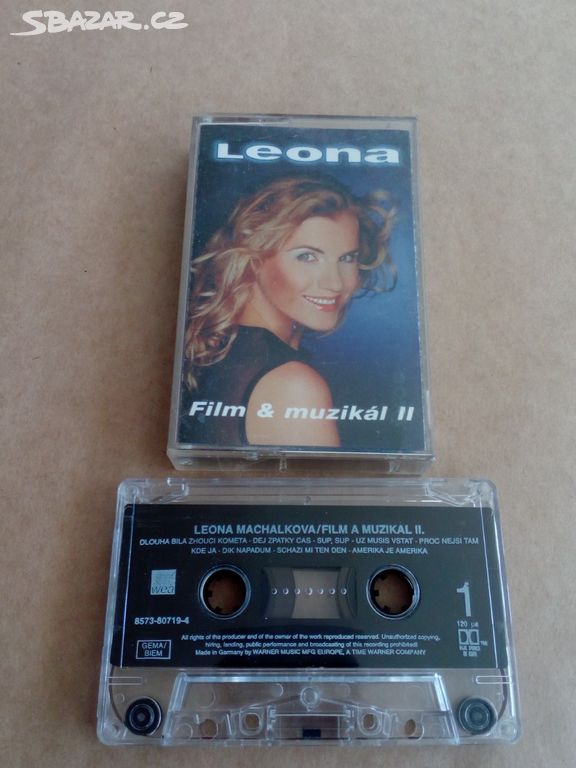 SBAZAR.CZ
Leona
Film & muzikál II
LEONA MACHALKOVA/FILM A MUZIKAL II.
DLOUHA BILA ZHOUCI KOMETA - DEJ ZPATKY CAS - SUP, SUP - UZ MUSIS VSTAT - PROC NEJSI TAM
KDE JA - DIK NAPADUM - SCHAZI MI TEN DEN - AMERIKA JE AMERIKA
wea
8573-80719-4
1
120 µs
GEMA/
BIEM
All rights of the producer and of the owner of the work reproduced reserved. Unauthorized copying,
hiring, lending, public performance and broadcasting of this recording prohibited!
Made in Germany by WARNER MUSIC MFG EUROPE, A TIME WARNER COMPANY